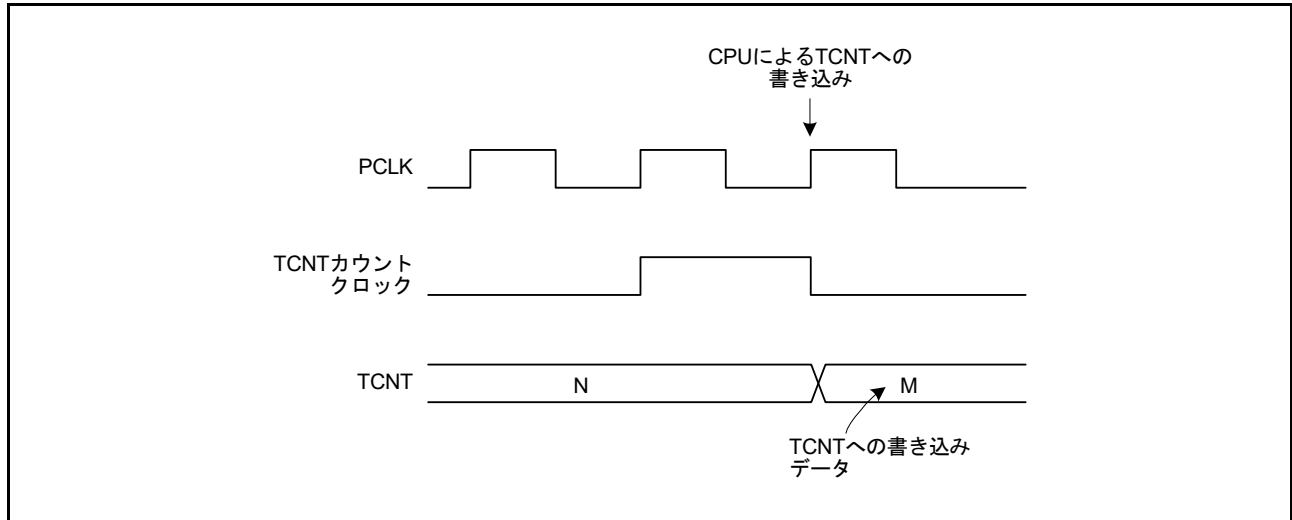 CPUによるTCNTへの
書き込み
PCLK
TCNTカウント
クロック
TCNT
N
M
TCNTへの書き込み
データ